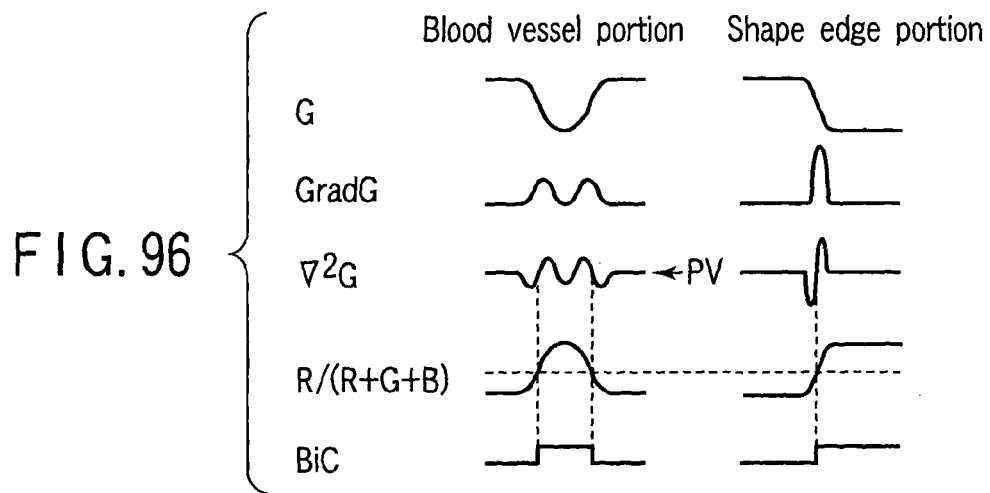 Blood vessel portion Shape edge portion
G
GradG
∇²G ←PV
FIG. 96
R/(R+G+B)
BiC